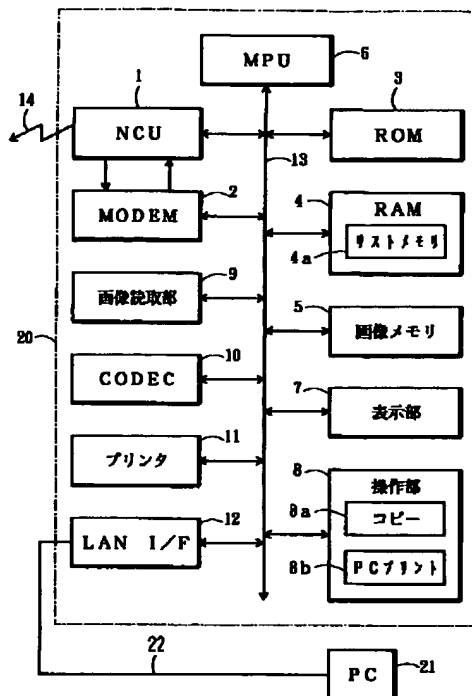 6
MPU
1
NCU
14
3
ROM
13
2
MODEM
4
RAM
リストメモリ
4a
9
画像読取部
5
画像メモリ
20
10
CODEC
7
表示部
11
プリンタ
8
操作部
8a
コピー
12
LAN I/F
8b
PCプリント
22
PC
21